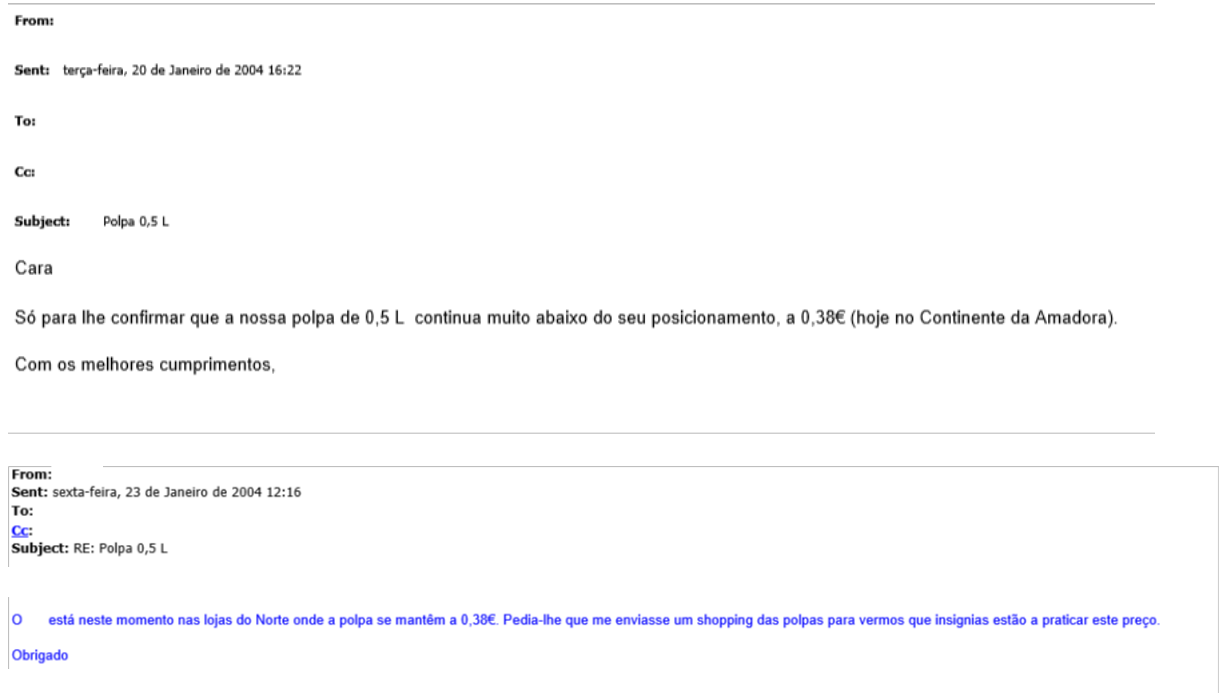 From:
Sent: terça-feira, 20 de Janeiro de 2004 16:22
To:
Cc:
Subject: Polpa 0,5 L
Cara
Só para lhe confirmar que a nossa polpa de 0,5 L continua muito abaixo do seu posicionamento, a 0,38€ (hoje no Continente da Amadora).
Com os melhores cumprimentos,
From:
Sent: sexta-feira, 23 de Janeiro de 2004 12:16
To:
Cc:
Subject: RE: Polpa 0,5 L
O está neste momento nas lojas do Norte onde a polpa se mantêm a 0,38€. Pedia-lhe que me enviasse um shopping das polpas para vermos que insignias estão a praticar este preço.
Obrigado